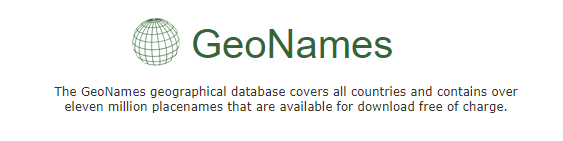 GeoNames
The GeoNames geographical database covers all countries and contains over
eleven million placenames that are available for download free of charge.